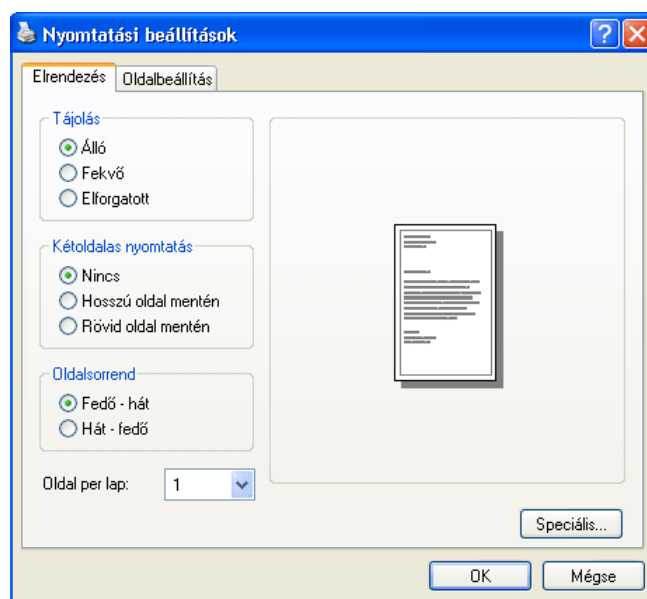 Nyomtatási beállítások
Elrendezés Oldalbeállítás
Tájolás
Álló
Fekvő
Elforgatott
Kétoldalas nyomtatás
Nincs
Hosszú oldal mentén
Rövid oldal mentén
Oldalsorrend
Fedő - hát
Hát - fedő
Oldal per lap: 1
Speciális...
OK Mégse